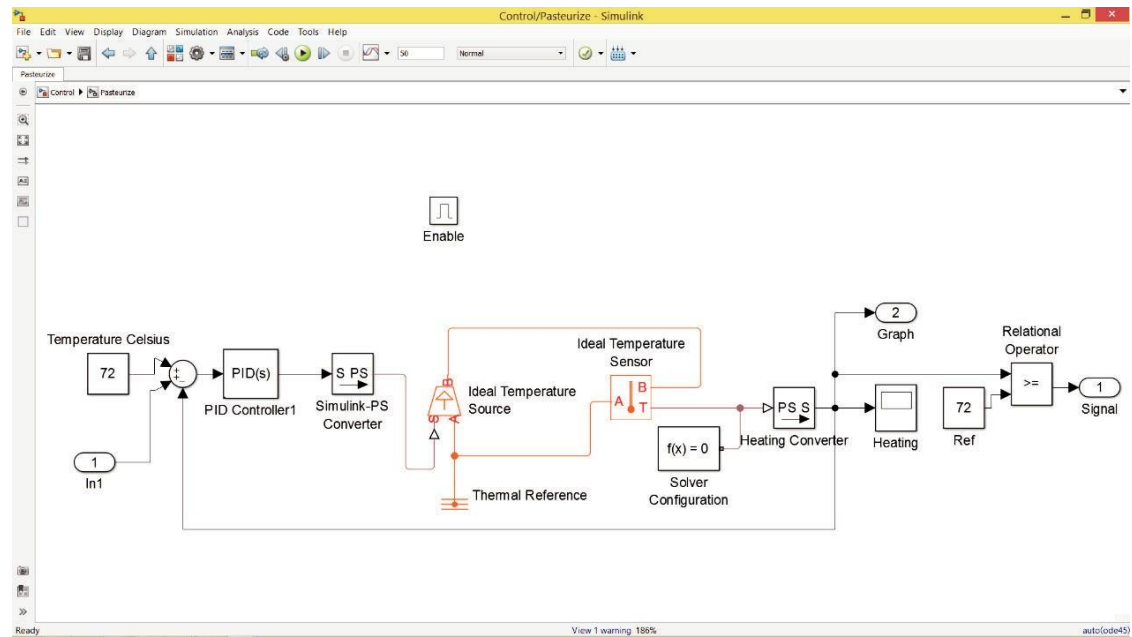 Control/Pasteurize - Simulink
File Edit View Display Diagram Simulation Analysis Code Tools Help
50 Normal
Pasteurize
Control Pasteurize
Enable
Temperature Celsius
72
PID(s)
PID Controller1
S PS
Simulink-PS
Converter
In1
1
B
S
A
Ideal Temperature
Source
Thermal Reference
Ideal Temperature
Sensor
A
B
T
f(x) = 0
Solver
Configuration
PS S
Heating Converter
2
Graph
Heating
72
Ref
Relational
Operator
>=
1
Signal
Ready
View 1 warning 186%
auto(ode45)